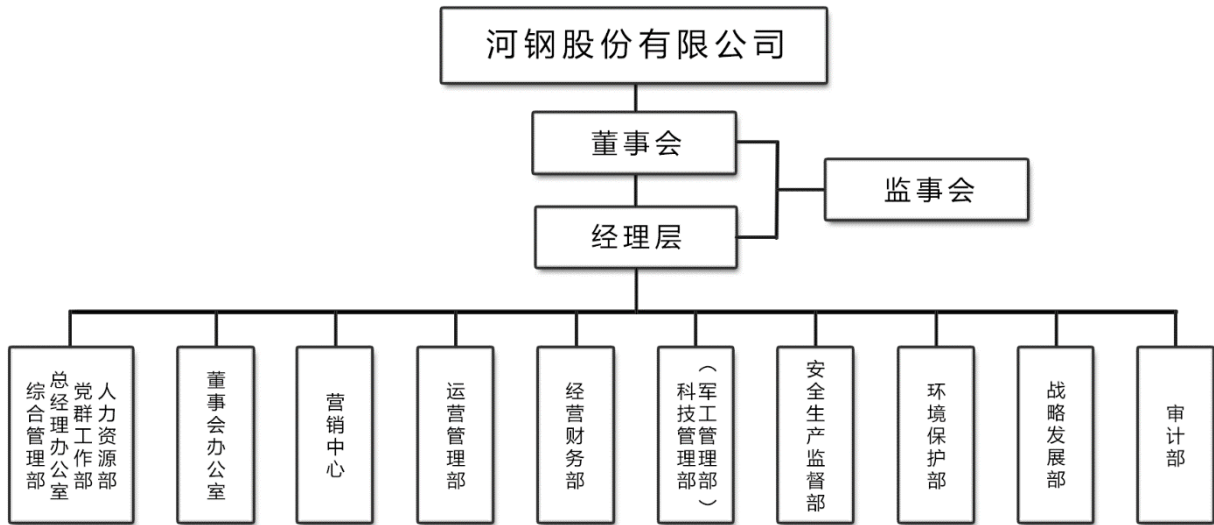 河钢股份有限公司
董事会
监事会
经理层
综合管理部
总经理办公室
党群工作部
人力资源部
董事会办公室
营销中心
运营管理部
经营财务部
科技管理部
（军工管理部）
安全生产监督部
环境保护部
战略发展部
审计部